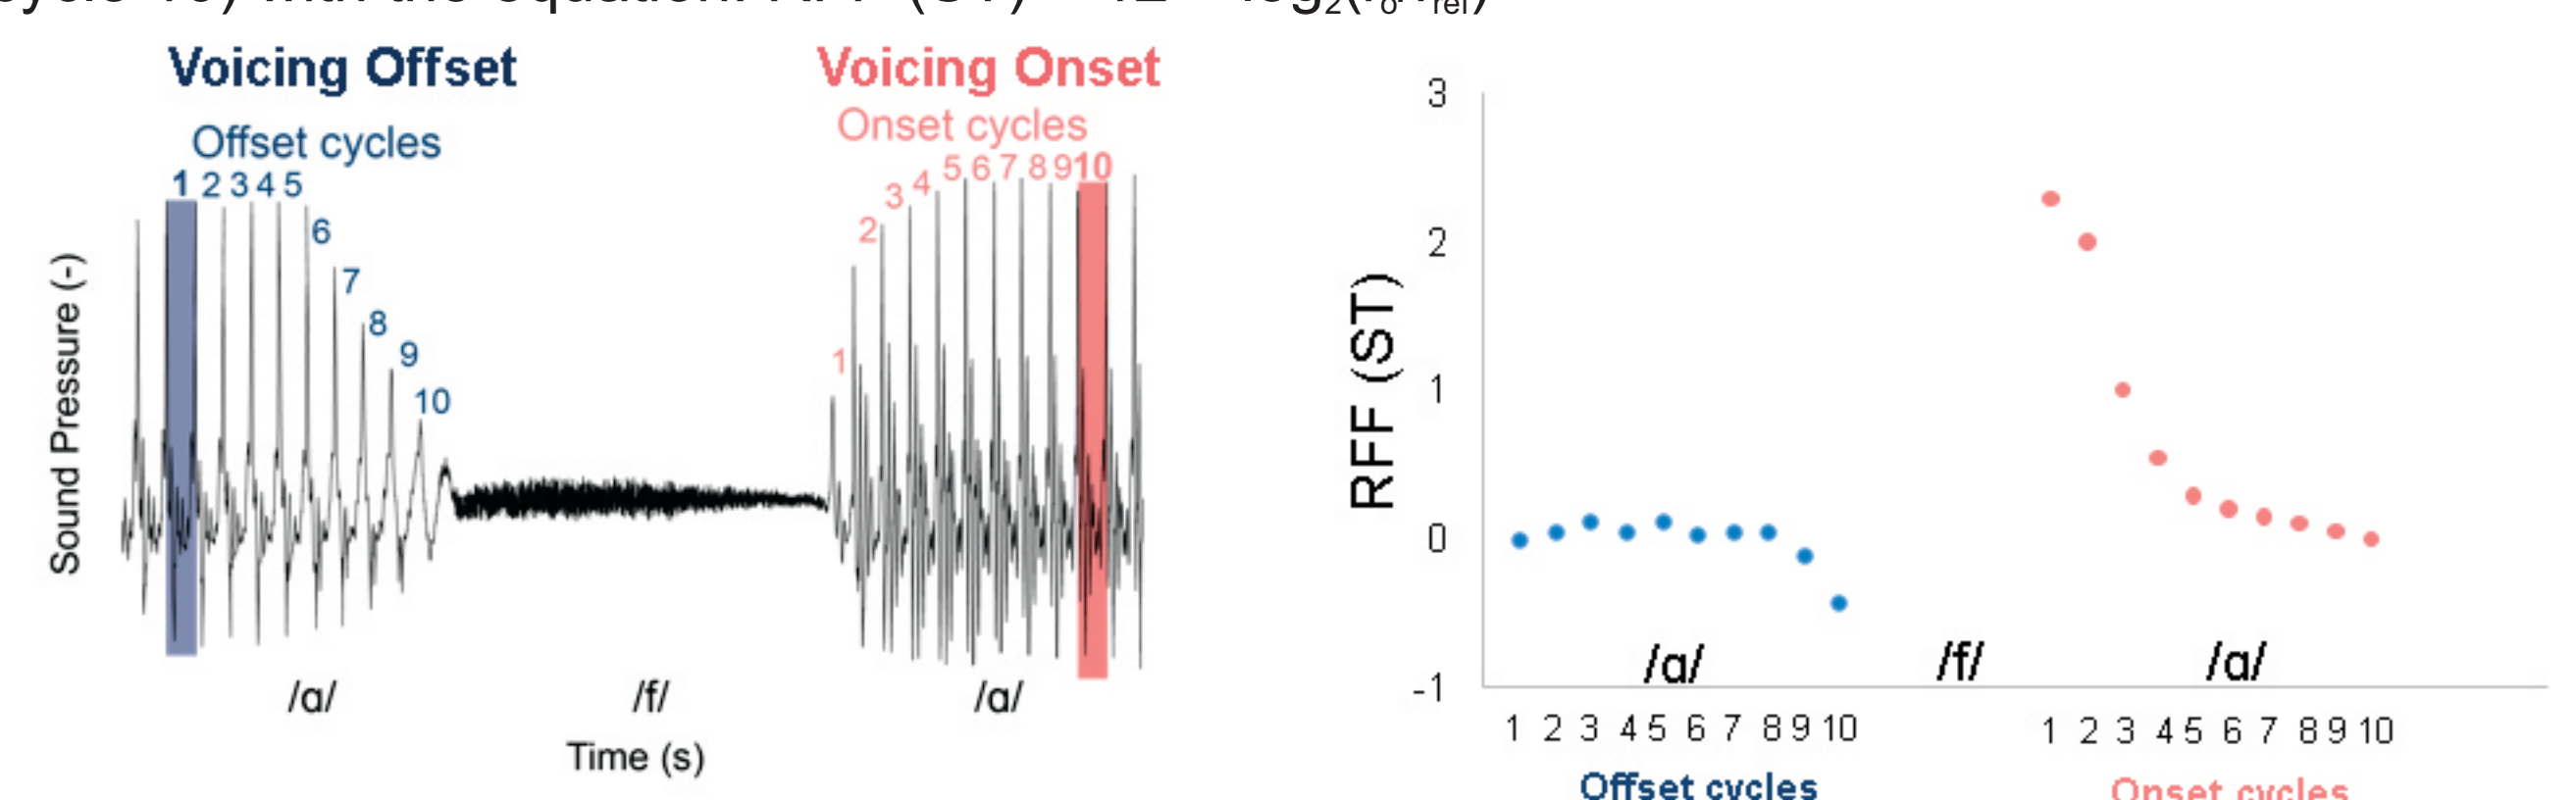 Voicing Offset
Voicing Onset
Offset cycles
Onset cycles
1 2 3 4 5
6
7
8
9
10
1
2
3
4
5 6 7 8 9 10
Sound Pressure (-)
/ɑ/
/f/
/ɑ/
Time (s)
3
2
1
0
-1
RFF (ST)
/ɑ/
/f/
/ɑ/
1 2 3 4 5 6 7 8 9 10
1 2 3 4 5 6 7 8 9 10
Offset cycles
Onset cycles